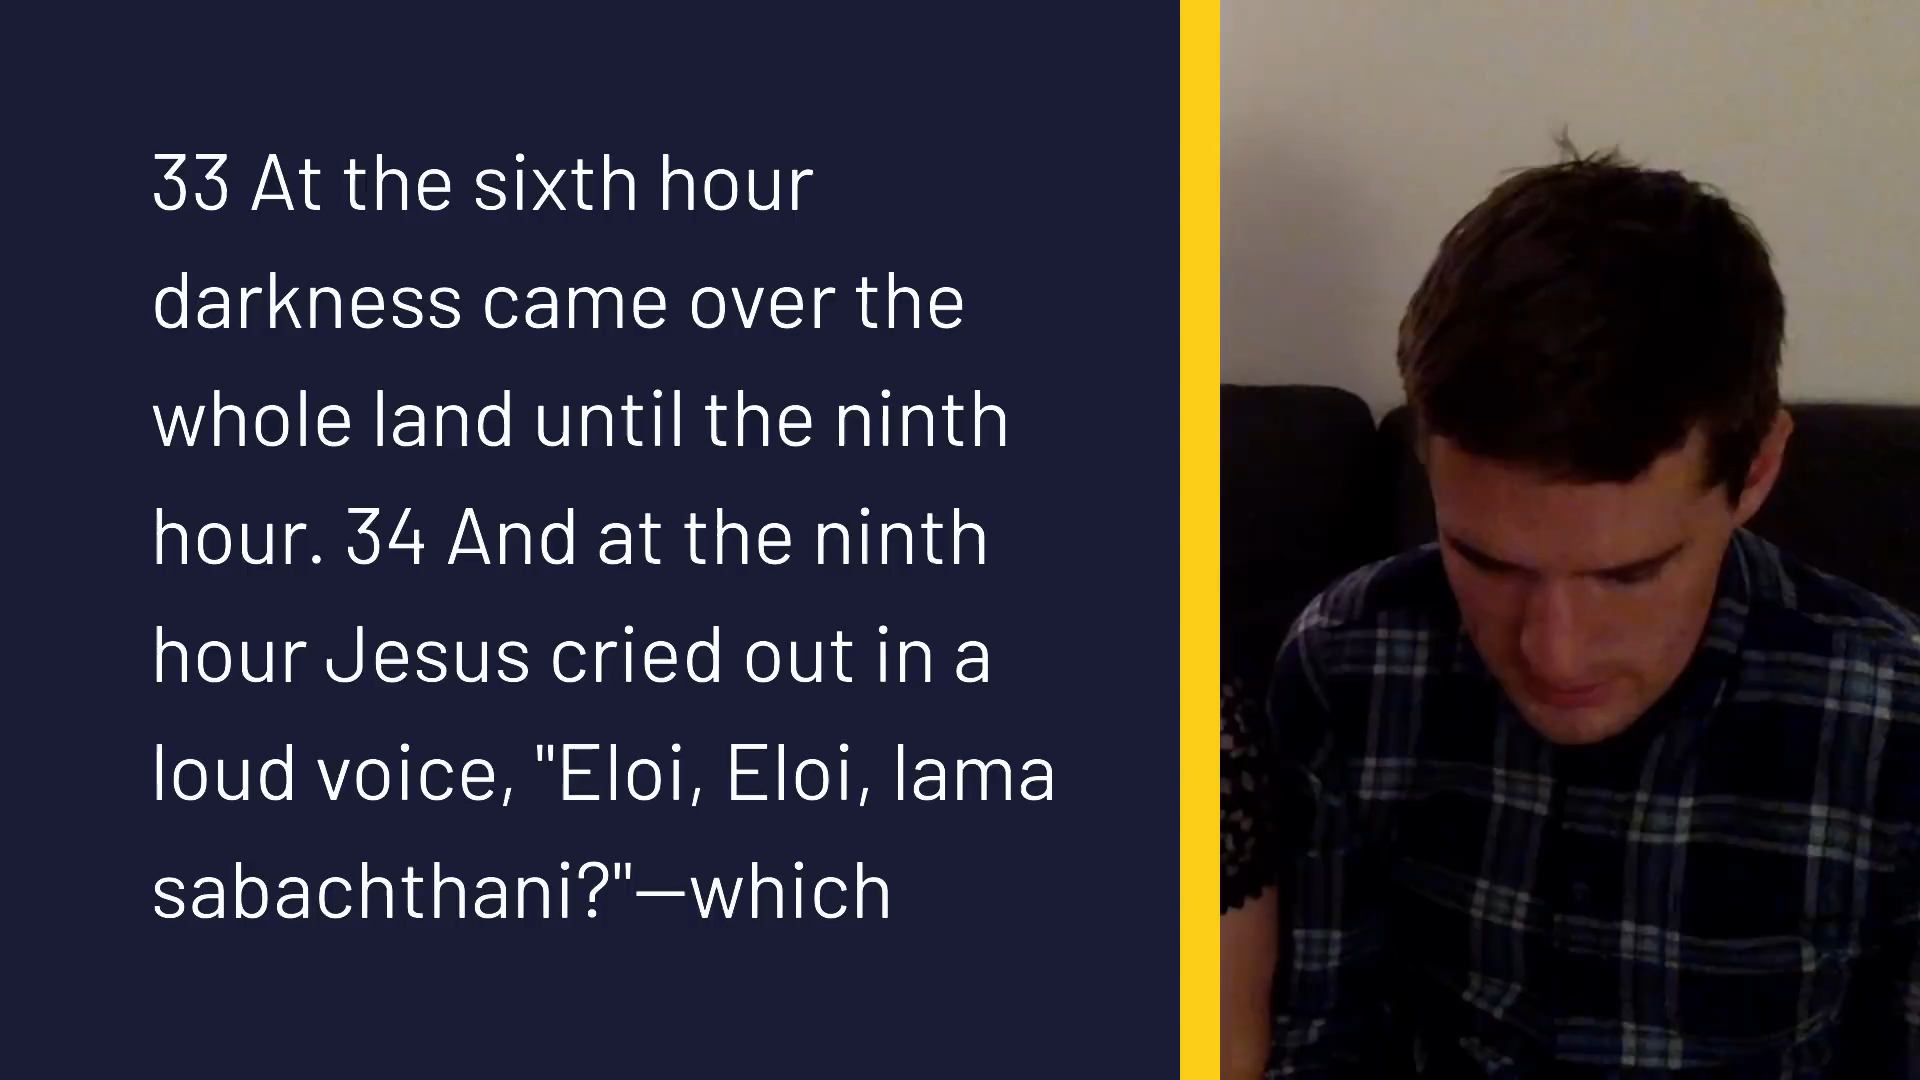 33 At the sixth hour
darkness came over the
whole land until the ninth
hour. 34 And at the ninth
hour Jesus cried out in a
loud voice, "Eloi, Eloi, lama
sabachthani?"—which